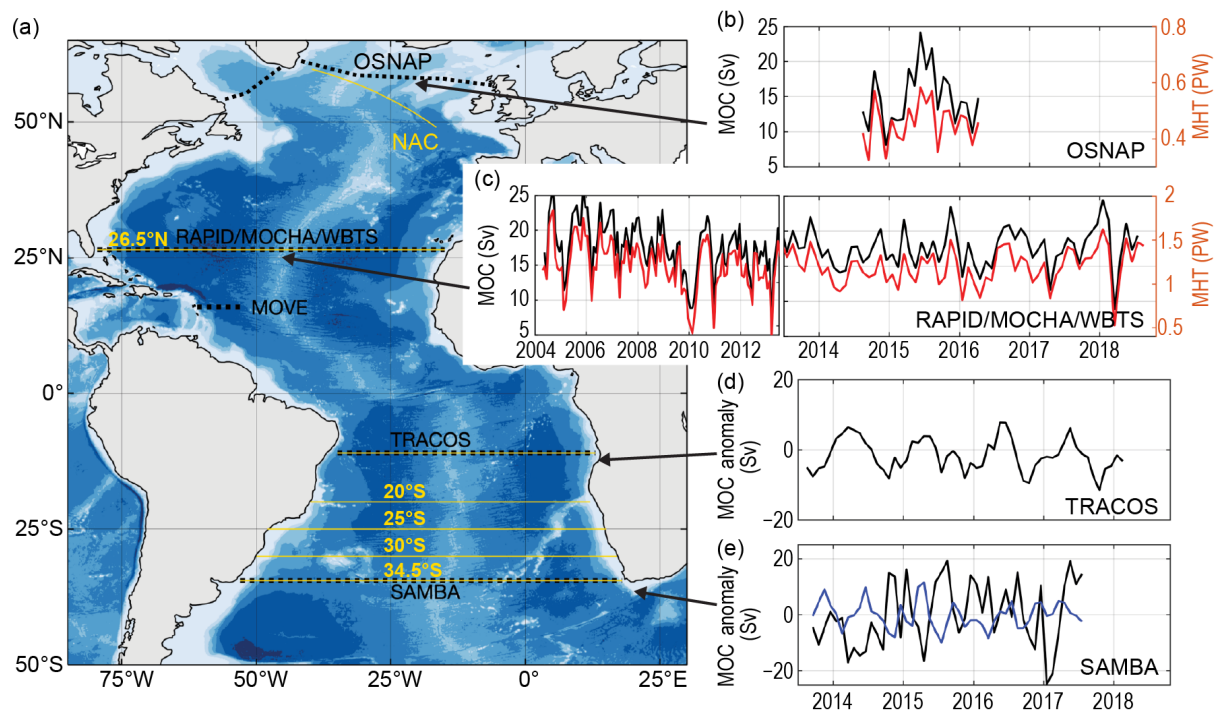 (a)
OSNAP
NAC
26.5°N RAPID/MOCHA/WBTS
MOVE
TRACOS
20°S
25°S
30°S
34.5°S
SAMBA
50°N
25°N
0°
25°S
50°S
75°W 50°W 25°W 0° 25°E
(b)
MOC (Sv)
25
20
15
10
5
0.8
0.6
0.4
MHT (PW)
OSNAP
(c)
MOC (Sv)
25
20
15
10
5
2004 2006 2008 2010 2012
2
1.5
1
0.5
MHT (PW)
RAPID/MOCHA/WBTS
2014 2015 2016 2017 2018
(d)
MOC anomaly
(Sv)
20
0
−20
TRACOS
(e)
MOC anomaly
(Sv)
20
0
−20
SAMBA
2014 2015 2016 2017 2018